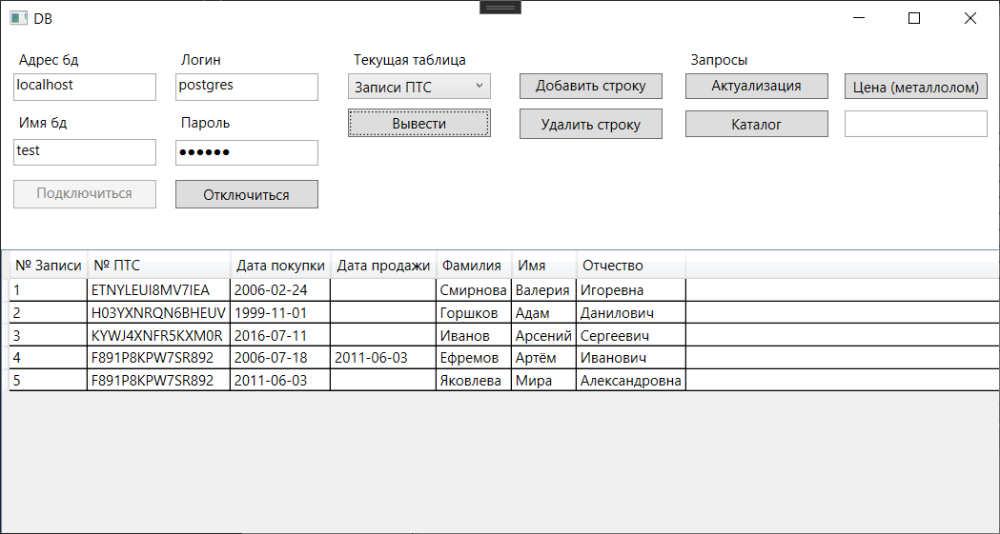 DB
Адрес бд Логин Текущая таблица Запросы
localhost postgres Записи ПТС Добавить строку Актуализация Цена (металлолом)
Имя бд Пароль Вывести Удалить строку Каталог
test ●●●●●●
Подключиться Отключиться
№ Записи № ПТС Дата покупки Дата продажи Фамилия Имя Отчество
1 ETNYLEUI8MV7IEA 2006-02-24 Смирнова Валерия Игоревна
2 H03YXNRQN6BHEUV 1999-11-01 Горшков Адам Данилович
3 KYWJ4XNFR5KXM0R 2016-07-11 Иванов Арсений Сергеевич
4 F891P8KPW7SR892 2006-07-18 2011-06-03 Ефремов Артём Иванович
5 F891P8KPW7SR892 2011-06-03 Яковлева Мира Александровна